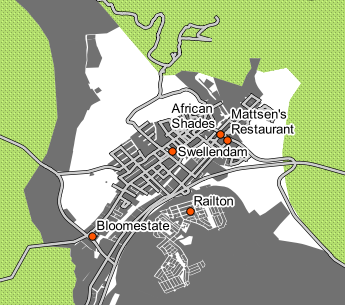 African
Shades
Mattsen's
Restaurant
Swellendam
Railton
Bloomestate